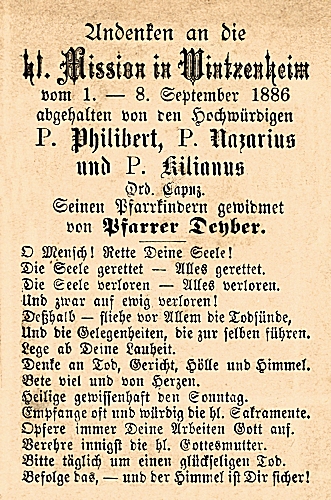 Andenken an die
hl. Mission in Wintzenheim
vom 1. — 8. September 1886
abgehalten von den Hochwürdigen
P. Philibert, P. Nazarius
und P. Kilianus
Ord. Capuz.
Seinen Pfarrkindern gewidmet
von Pfarrer Deyber.
O Mensch! Rette Deine Seele!
Die Seele gerettet — Alles gerettet.
Die Seele verloren — Alles verloren.
Und zwar auf ewig verloren!
Deßhalb — fliehe vor Allem die Todsünde,
Und die Gelegenheiten, die zur selben führen.
Lege ab Deine Lauheit.
Denke an Tod, Gericht, Hölle und Himmel.
Bete viel und von Herzen.
Heilige gewissenhaft den Sonntag.
Empfange oft und würdig die hl. Sakramente.
Opfere immer Deine Arbeiten Gott auf.
Verehre innigst die hl. Gottesmutter.
Bitte täglich um einen glückseligen Tod.
Befolge das, — und der Himmel ist Dir sicher!